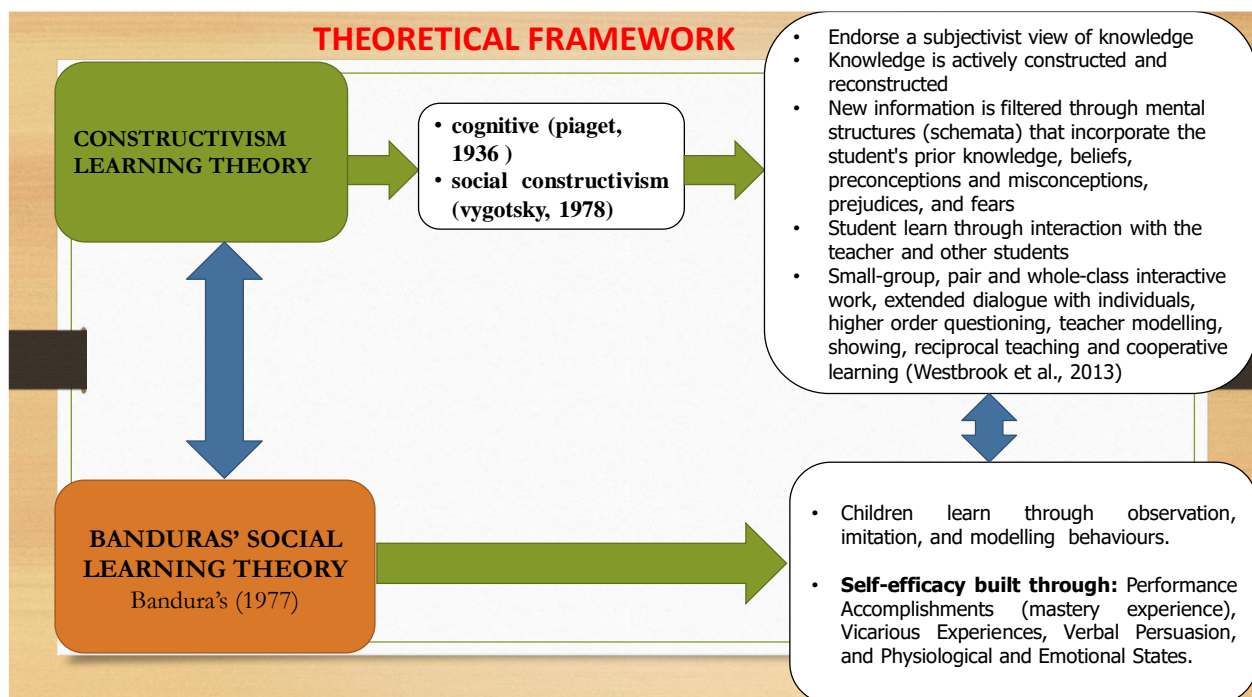 THEORETICAL FRAMEWORK
CONSTRUCTIVISM
LEARNING THEORY
• cognitive (piaget,
1936 )
• social constructivism
(vygotsky, 1978)
• Endorse a subjectivist view of knowledge
• Knowledge is actively constructed and
reconstructed
• New information is filtered through mental
structures (schemata) that incorporate the
student's prior knowledge, beliefs,
preconceptions and misconceptions,
prejudices, and fears
• Student learn through interaction with the
teacher and other students
• Small-group, pair and whole-class interactive
work, extended dialogue with individuals,
higher order questioning, teacher modelling,
showing, reciprocal teaching and cooperative
learning (Westbrook et al., 2013)
BANDURAS’ SOCIAL
LEARNING THEORY
Bandura’s (1977)
• Children learn through observation,
imitation, and modelling behaviours.
• Self-efficacy built through: Performance
Accomplishments (mastery experience),
Vicarious Experiences, Verbal Persuasion,
and Physiological and Emotional States.